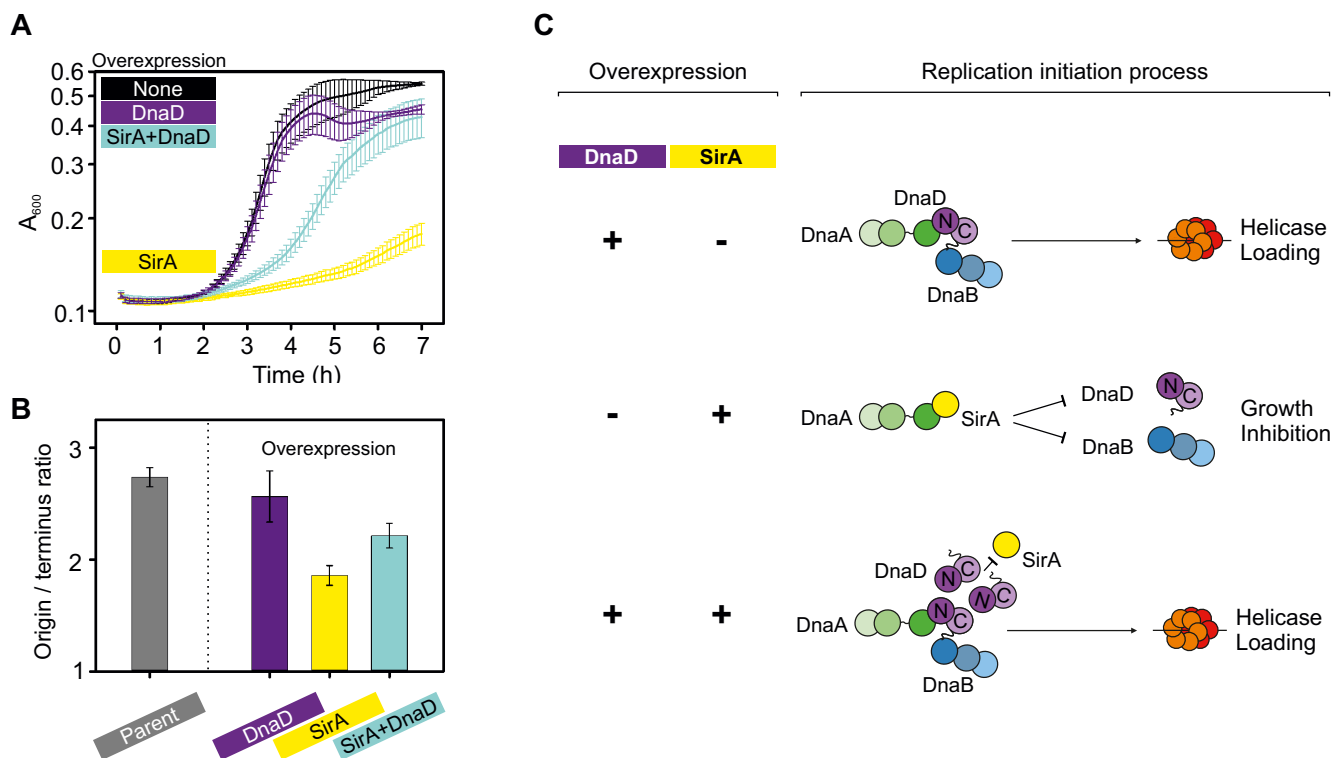 A
Overexpression
None
DnaD
SirA+DnaD
SirA
0.6
0.5
0.4
0.3
0.2
0.1
A600
0 1 2 3 4 5 6 7
Time (h)
B
Overexpression
3
2
1
Origin / terminus ratio
Parent
DnaD
SirA
SirA+DnaD
C
Overexpression Replication initiation process
DnaD SirA
+ -
DnaD
DnaA N C
DnaB
Helicase
Loading
- +
DnaA SirA
DnaD N C
DnaB
Growth
Inhibition
+ +
DnaD N C SirA
N C
DnaA N C
DnaB
Helicase
Loading